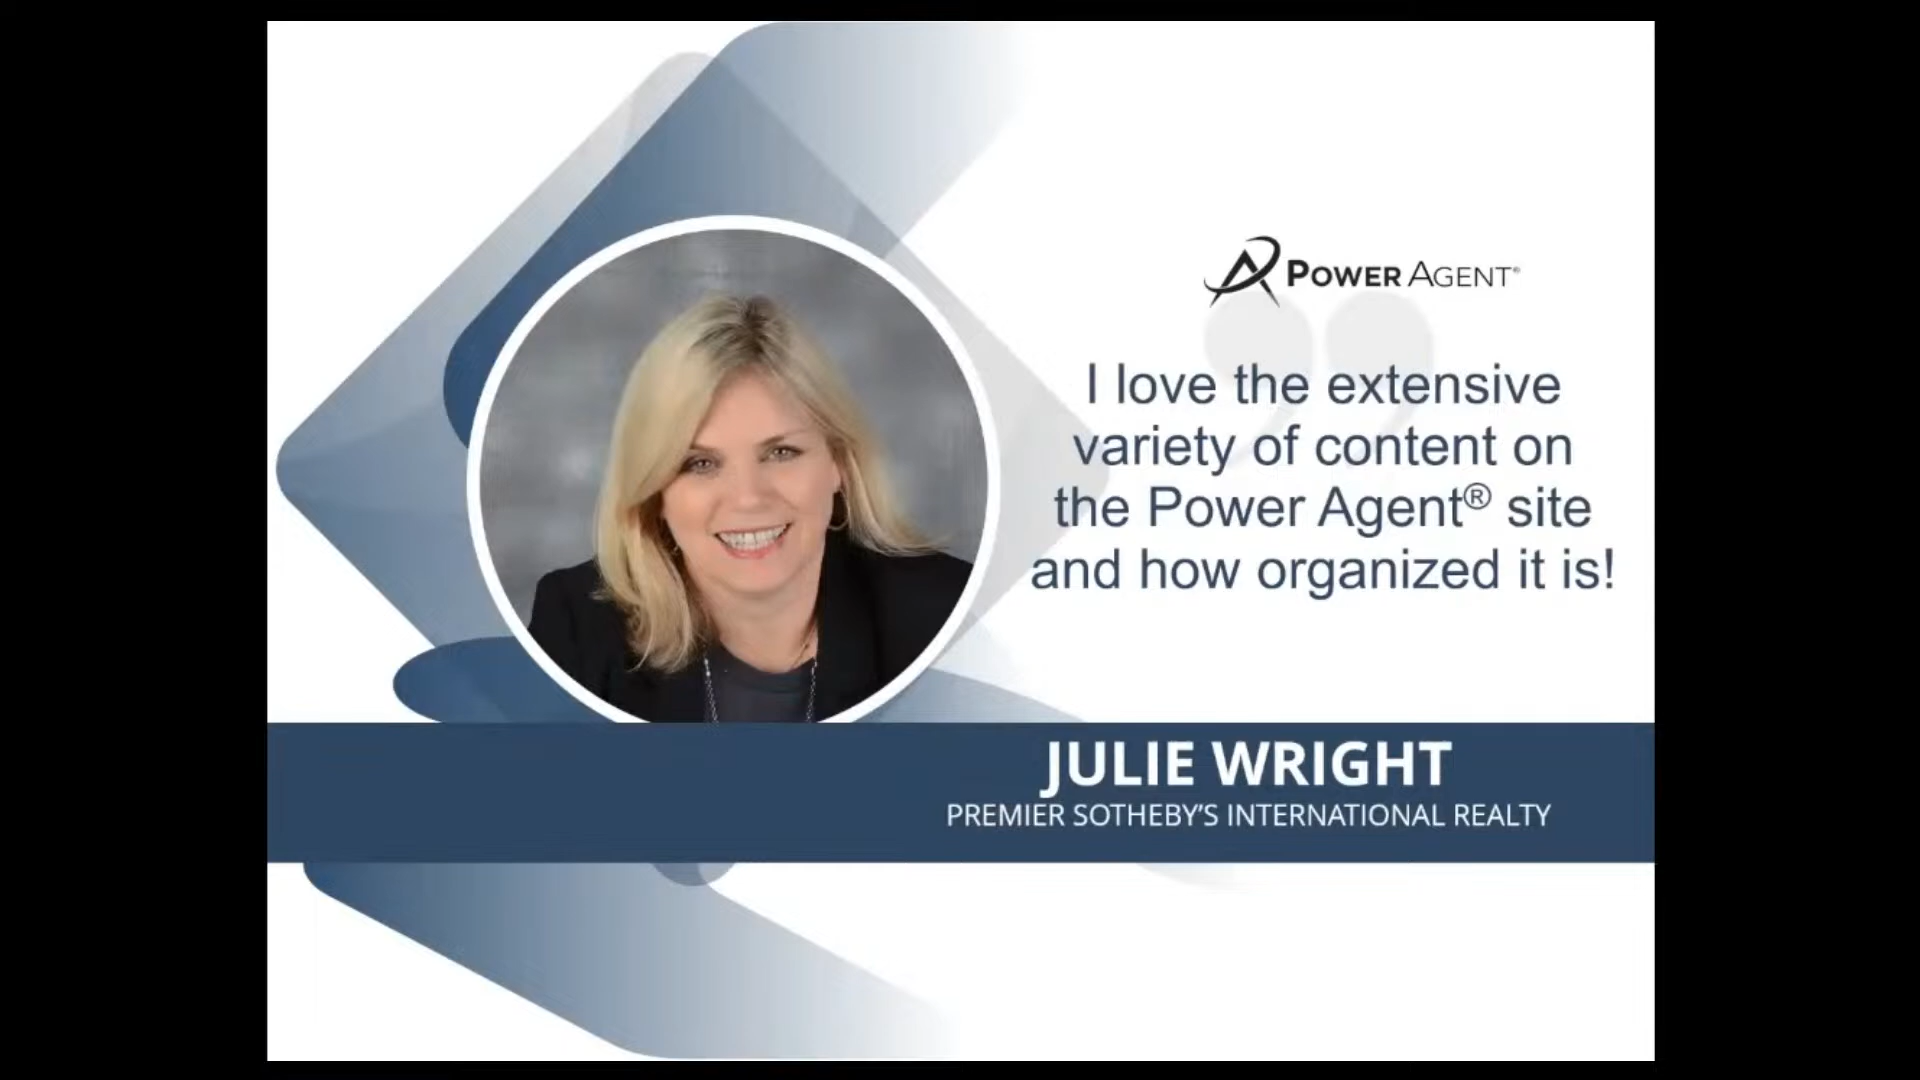 POWER AGENT®
I love the extensive
variety of content on
the Power Agent® site
and how organized it is!
JULIE WRIGHT
PREMIER SOTHEBY'S INTERNATIONAL REALTY